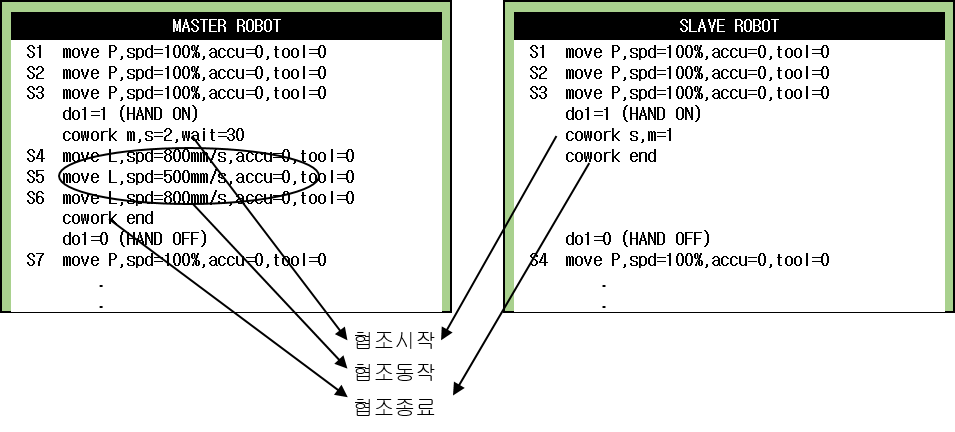 MASTER ROBOT
S1 move P,spd=100%,accu=0,tool=0
S2 move P,spd=100%,accu=0,tool=0
S3 move P,spd=100%,accu=0,tool=0
do1=1 (HAND ON)
cowork m,s=2,wait=30
S4 move L,spd=800mm/s,accu=0,tool=0
S5 move L,spd=500mm/s,accu=0,tool=0
S6 move L,spd=800mm/s,accu=0,tool=0
cowork end
do1=0 (HAND OFF)
S7 move P,spd=100%,accu=0,tool=0
.
.
SLAVE ROBOT
S1 move P,spd=100%,accu=0,tool=0
S2 move P,spd=100%,accu=0,tool=0
S3 move P,spd=100%,accu=0,tool=0
do1=1 (HAND ON)
cowork s,m=1
cowork end
do1=0 (HAND OFF)
S4 move P,spd=100%,accu=0,tool=0
.
.
협조시작
협조동작
협조종료